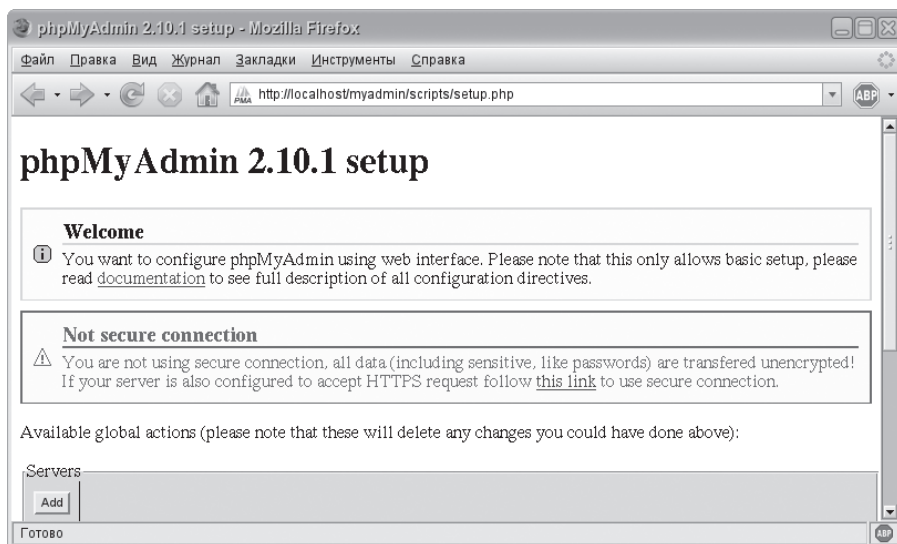 phpMyAdmin 2.10.1 setup - Mozilla Firefox
Файл Правка Вид Журнал Закладки Инструменты Справка
PMA http://localhost/myadmin/scripts/setup.php ABP
phpMyAdmin 2.10.1 setup
Welcome
You want to configure phpMyAdmin using web interface. Please note that this only allows basic setup, please
read documentation to see full description of all configuration directives.
Not secure connection
You are not using secure connection, all data (including sensitive, like passwords) are transfered unencrypted!
If your server is also configured to accept HTTPS request follow this link to use secure connection.
Available global actions (please note that these will delete any changes you could have done above):
Servers
Add
Готово ABP